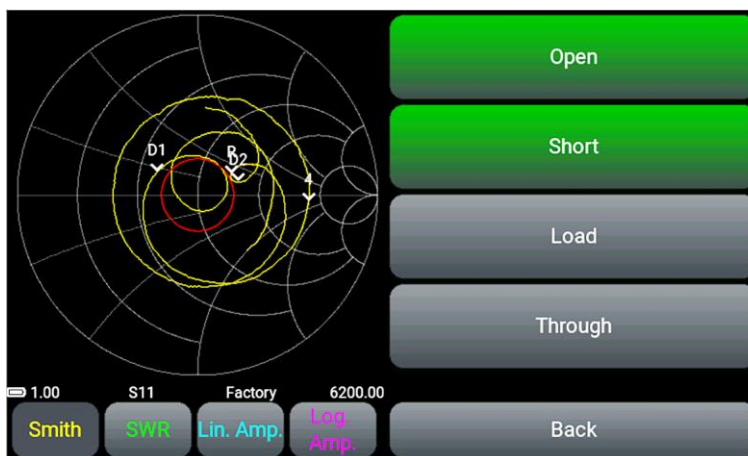 Open
D1
R
D2
Short
4
Load
Through
1.00 S11 Factory 6200.00
Smith SWR Lin. Amp. Log. Amp. Back